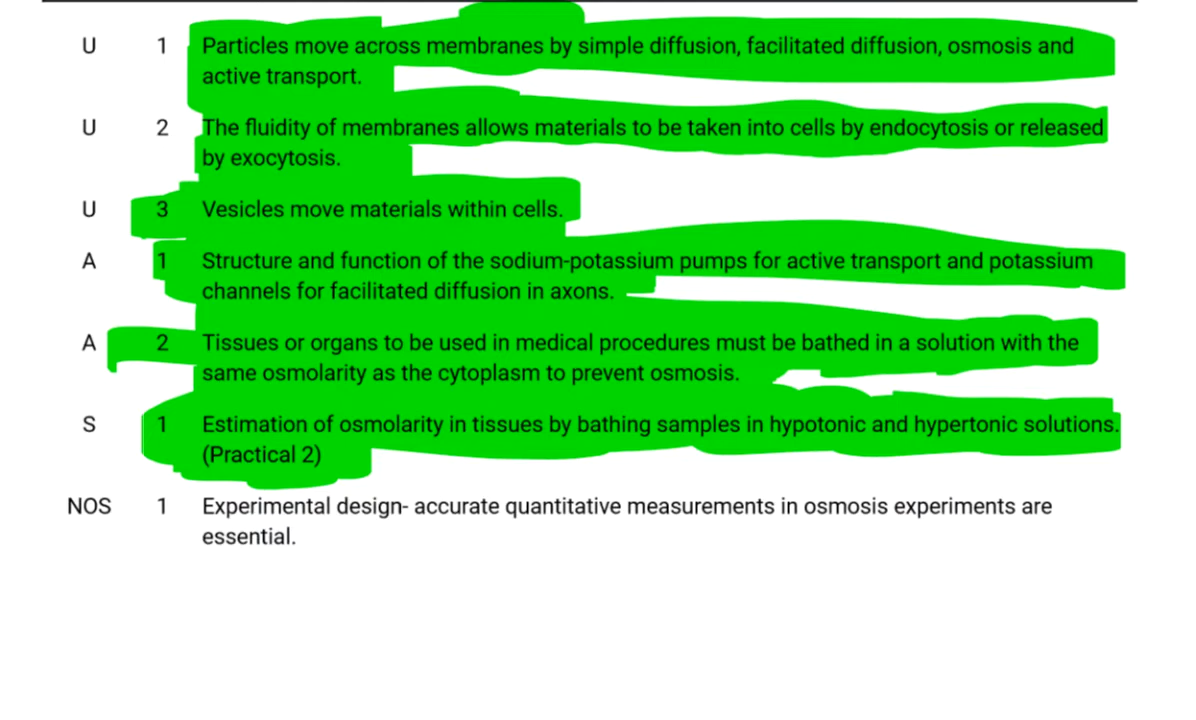 U 1 Particles move across membranes by simple diffusion, facilitated diffusion, osmosis and
active transport.
U 2 The fluidity of membranes allows materials to be taken into cells by endocytosis or released
by exocytosis.
U 3 Vesicles move materials within cells.
A 1 Structure and function of the sodium-potassium pumps for active transport and potassium
channels for facilitated diffusion in axons.
A 2 Tissues or organs to be used in medical procedures must be bathed in a solution with the
same osmolarity as the cytoplasm to prevent osmosis.
S 1 Estimation of osmolarity in tissues by bathing samples in hypotonic and hypertonic solutions.
(Practical 2)
NOS 1 Experimental design- accurate quantitative measurements in osmosis experiments are
essential.